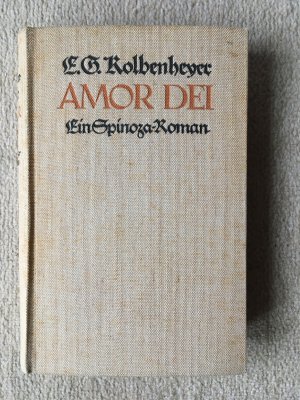 E. G. Kolbenheyer
AMOR DEI
Ein Spinoza-Roman